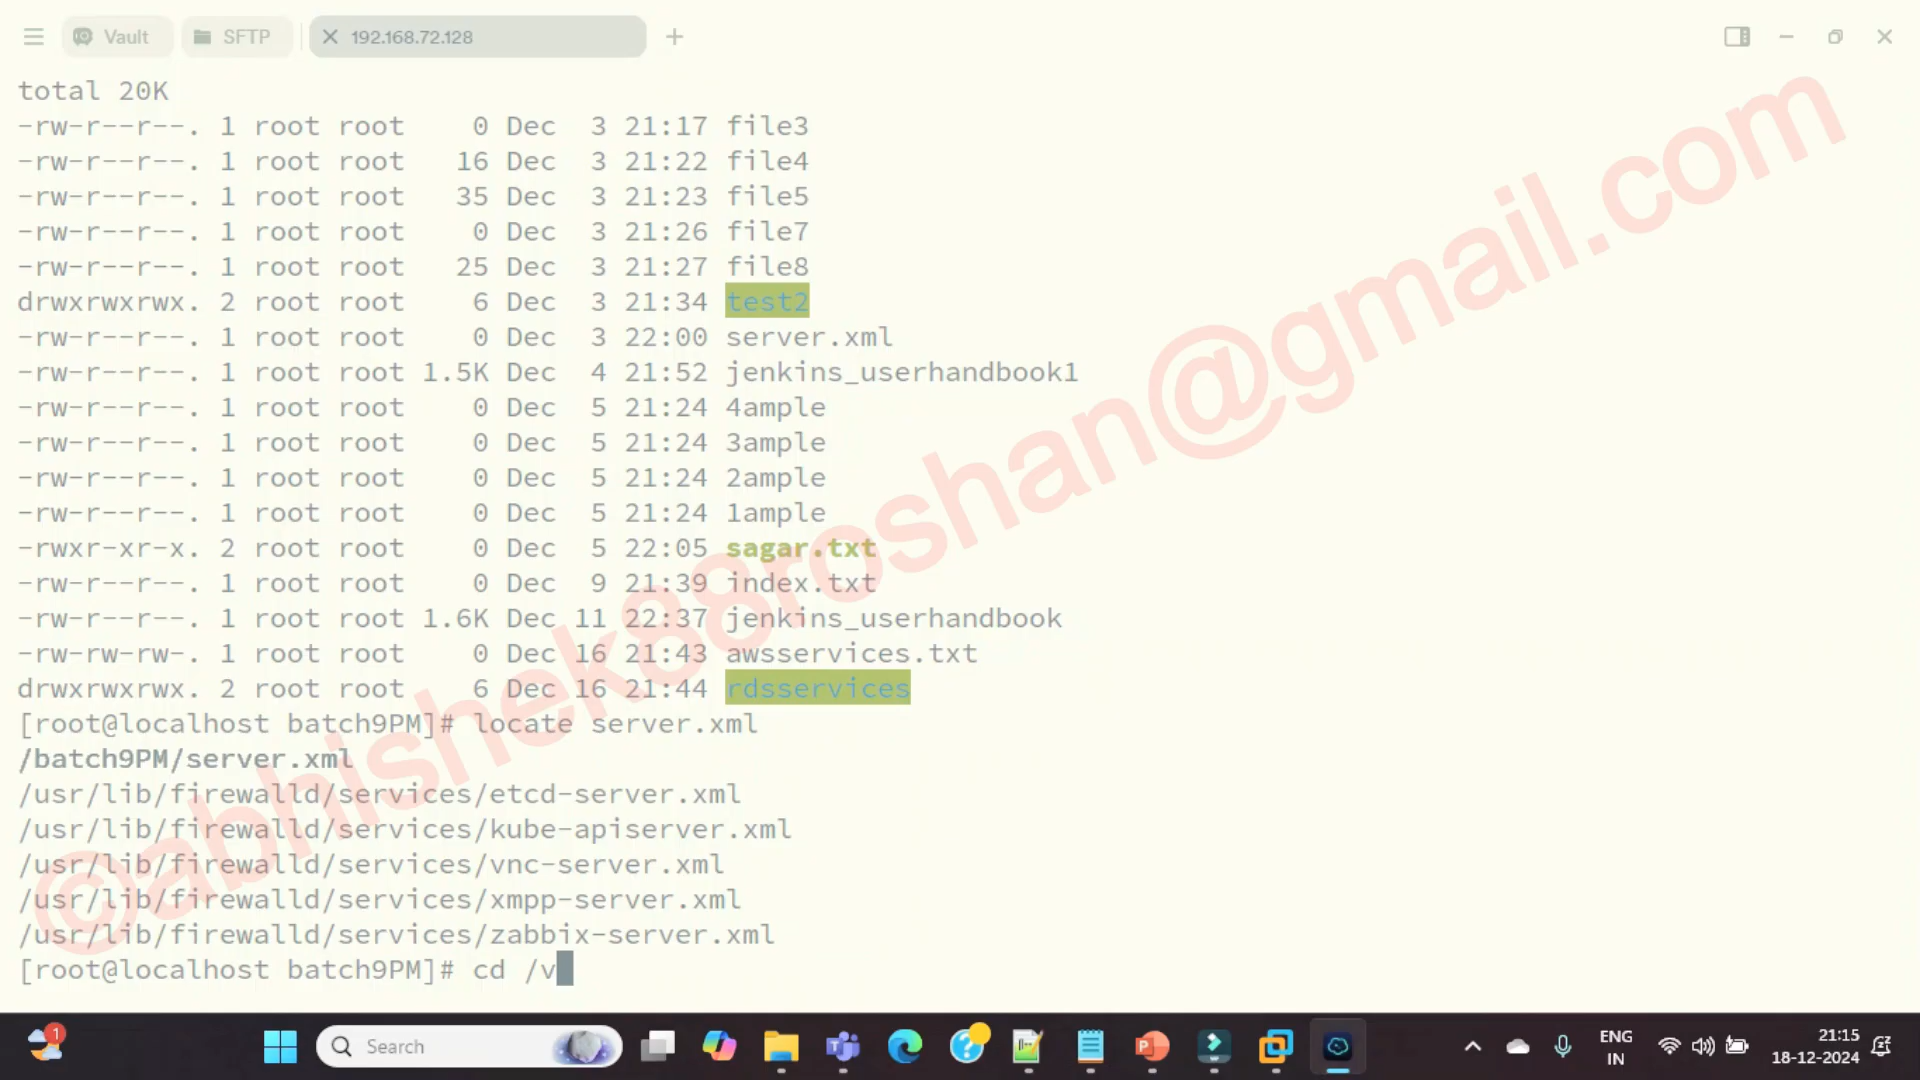 Vault SFTP 192.168.72.128
total 20K
-rw-r--r--. 1 root root    0 Dec  3 21:17 file3
-rw-r--r--. 1 root root   16 Dec  3 21:22 file4
-rw-r--r--. 1 root root   35 Dec  3 21:23 file5
-rw-r--r--. 1 root root    0 Dec  3 21:26 file7
-rw-r--r--. 1 root root   25 Dec  3 21:27 file8
drwxrwxrwx. 2 root root    6 Dec  3 21:34 test2
-rw-r--r--. 1 root root    0 Dec  3 22:00 server.xml
-rw-r--r--. 1 root root 1.5K Dec  4 21:52 jenkins_userhandbook1
-rw-r--r--. 1 root root    0 Dec  5 21:24 4ample
-rw-r--r--. 1 root root    0 Dec  5 21:24 3ample
-rw-r--r--. 1 root root    0 Dec  5 21:24 2ample
-rw-r--r--. 1 root root    0 Dec  5 21:24 1ample
-rwxr-xr-x. 2 root root    0 Dec  5 22:05 sagar.txt
-rw-r--r--. 1 root root    0 Dec  9 21:39 index.txt
-rw-r--r--. 1 root root 1.6K Dec 11 22:37 jenkins_userhandbook
-rw-rw-rw-. 1 root root    0 Dec 16 21:43 awsservices.txt
drwxrwxrwx. 2 root root    6 Dec 16 21:44 rdsservices
[root@localhost batch9PM]# locate server.xml
/batch9PM/server.xml
/usr/lib/firewalld/services/etcd-server.xml
/usr/lib/firewalld/services/kube-apiserver.xml
/usr/lib/firewalld/services/vnc-server.xml
/usr/lib/firewalld/services/xmpp-server.xml
/usr/lib/firewalld/services/zabbix-server.xml
[root@localhost batch9PM]# cd /v
©abhishek88roshan@gmail.com
1
Search
ENG
IN
21:15
18-12-2024